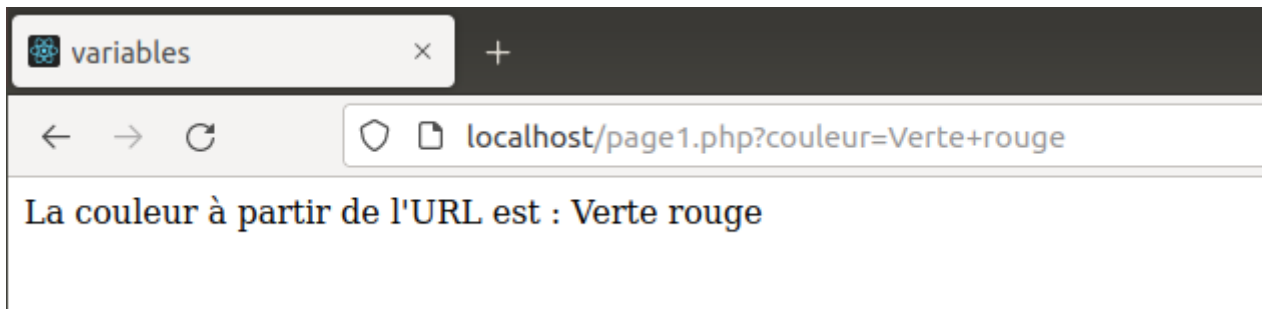 variables
localhost/page1.php?couleur=Verte+rouge
La couleur à partir de l'URL est : Verte rouge